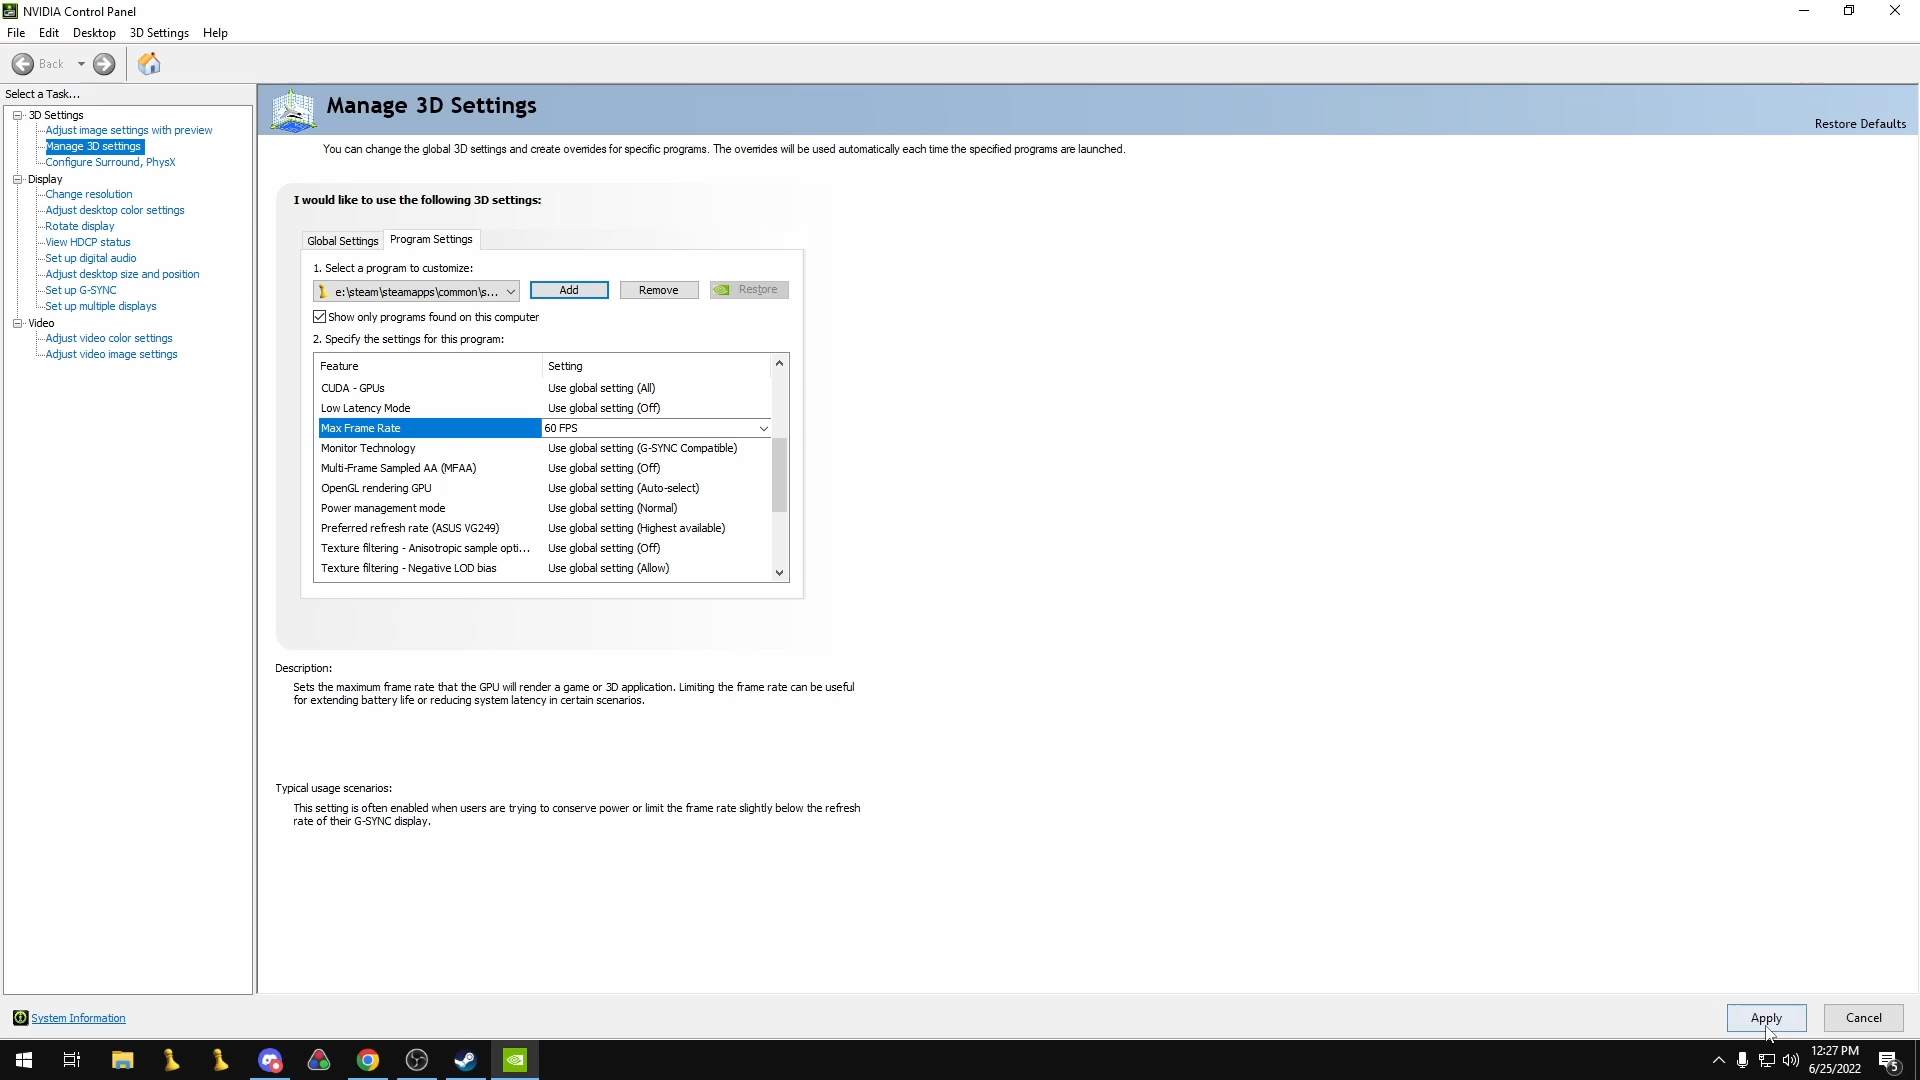 NVIDIA Control Panel
File Edit Desktop 3D Settings Help
Back
Select a Task...
3D Settings
Adjust image settings with preview
Manage 3D settings
Configure Surround, PhysX
Display
Change resolution
Adjust desktop color settings
Rotate display
View HDCP status
Set up digital audio
Adjust desktop size and position
Set up G-SYNC
Set up multiple displays
Video
Adjust video color settings
Adjust video image settings
Manage 3D Settings
Restore Defaults
You can change the global 3D settings and create overrides for specific programs. The overrides will be used automatically each time the specified programs are launched.
I would like to use the following 3D settings:
Global Settings Program Settings
1. Select a program to customize:
e:\steam\steamapps\common\s... Add Remove Restore
Show only programs found on this computer
2. Specify the settings for this program:
Feature Setting
CUDA - GPUs Use global setting (All)
Low Latency Mode Use global setting (Off)
Max Frame Rate 60 FPS
Monitor Technology Use global setting (G-SYNC Compatible)
Multi-Frame Sampled AA (MFAA) Use global setting (Off)
OpenGL rendering GPU Use global setting (Auto-select)
Power management mode Use global setting (Normal)
Preferred refresh rate (ASUS VG249) Use global setting (Highest available)
Texture filtering - Anisotropic sample opti... Use global setting (Off)
Texture filtering - Negative LOD bias Use global setting (Allow)
Description:
Sets the maximum frame rate that the GPU will render a game or 3D application. Limiting the frame rate can be useful
for extending battery life or reducing system latency in certain scenarios.
Typical usage scenarios:
This setting is often enabled when users are trying to conserve power or limit the frame rate slightly below the refresh
rate of their G-SYNC display.
System Information
Apply Cancel
12:27 PM
6/25/2022
5